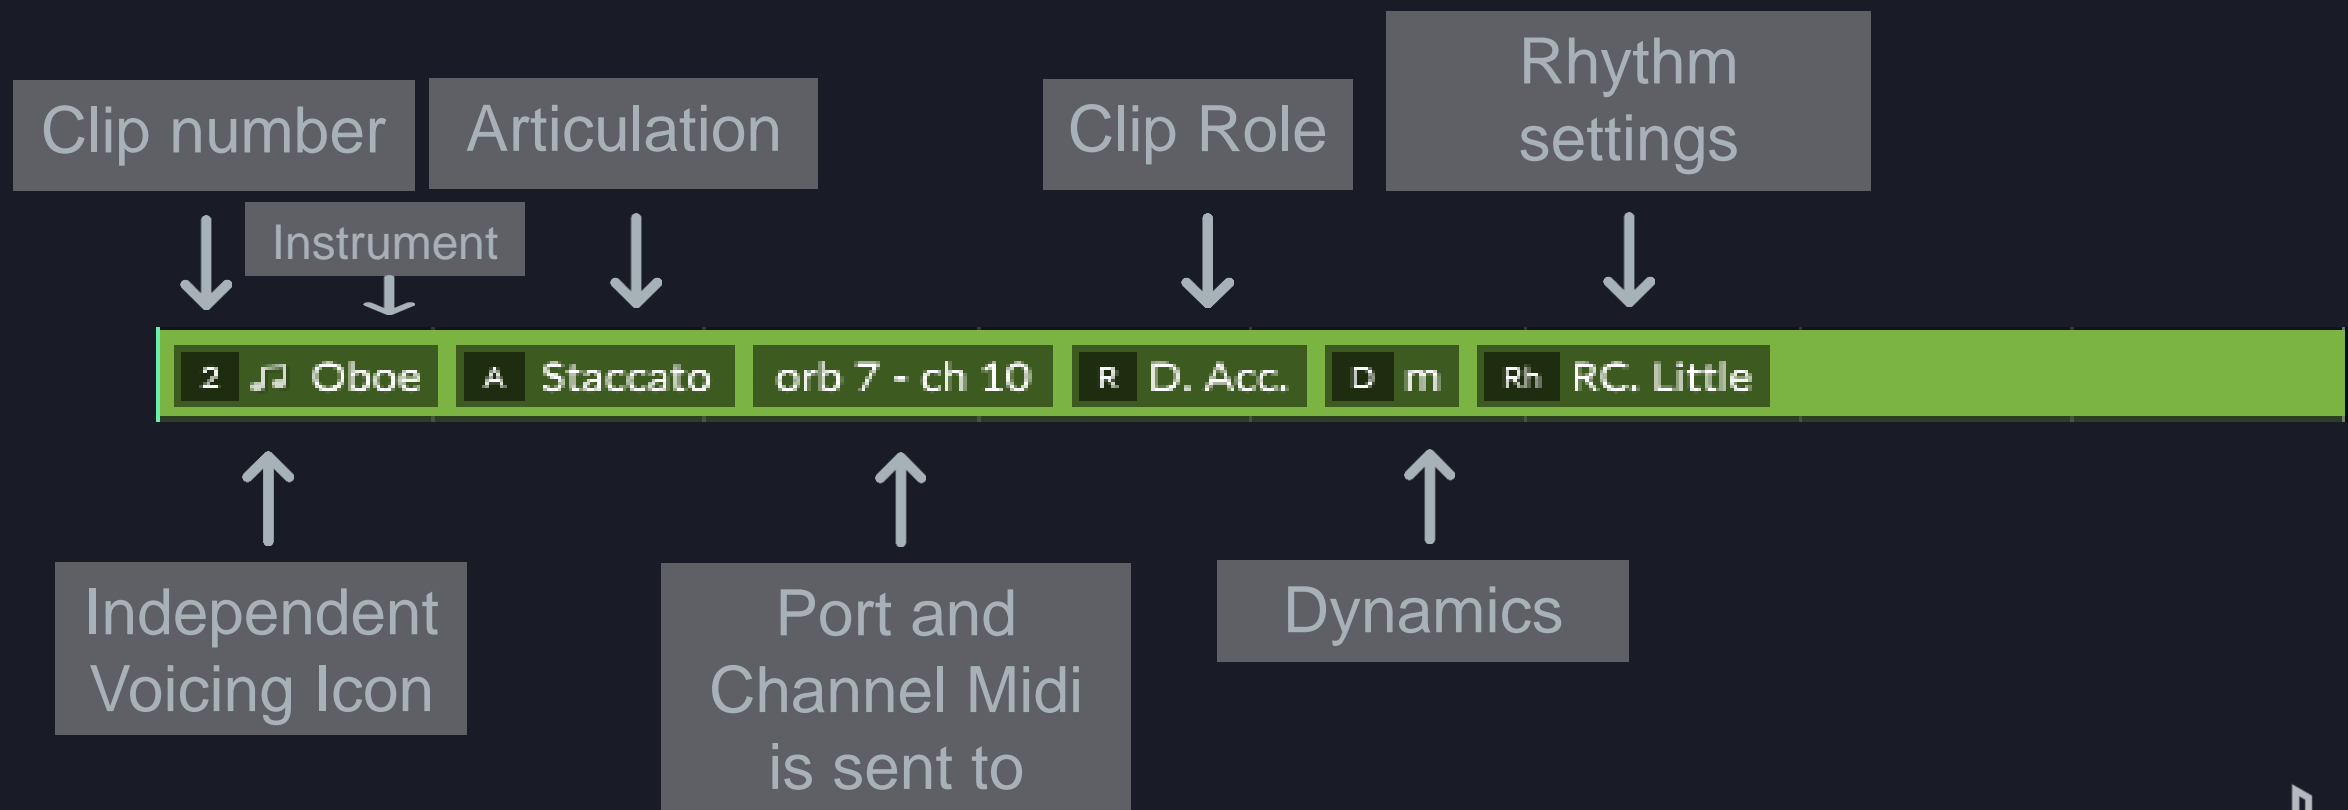 Clip number
Articulation
Clip Role
Rhythm
settings
Instrument
2 Oboe A Staccato orb 7 - ch 10 R D. Acc. D m Rh RC. Little
Independent
Voicing Icon
Port and
Channel Midi
is sent to
Dynamics